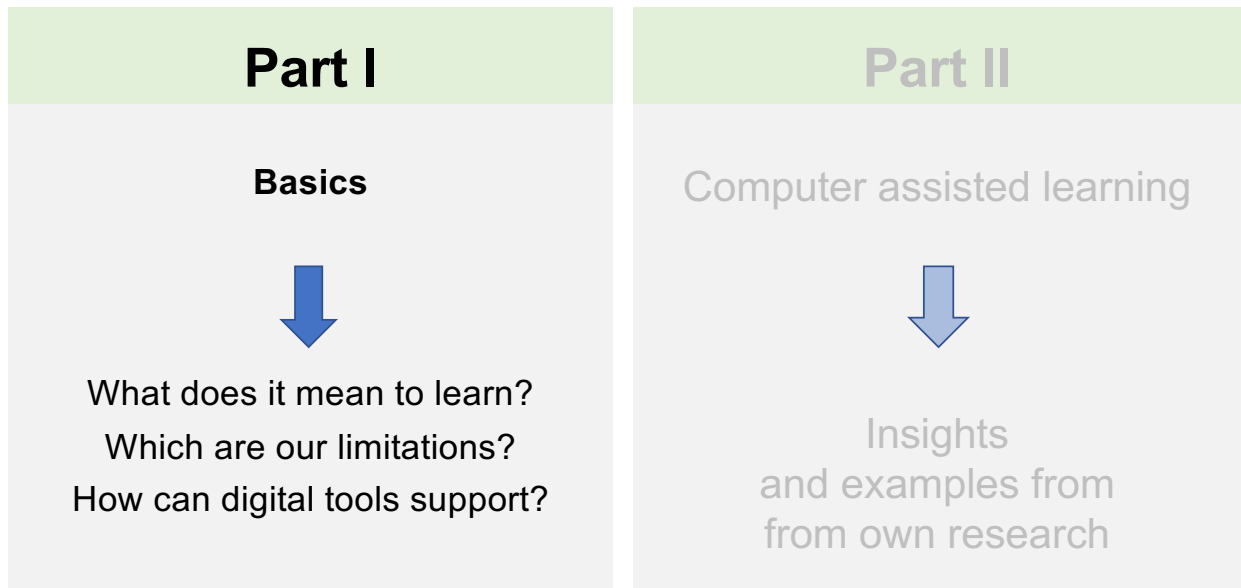 Part I
Basics
What does it mean to learn?
Which are our limitations?
How can digital tools support?
Part II
Computer assisted learning
Insights
and examples from
from own research